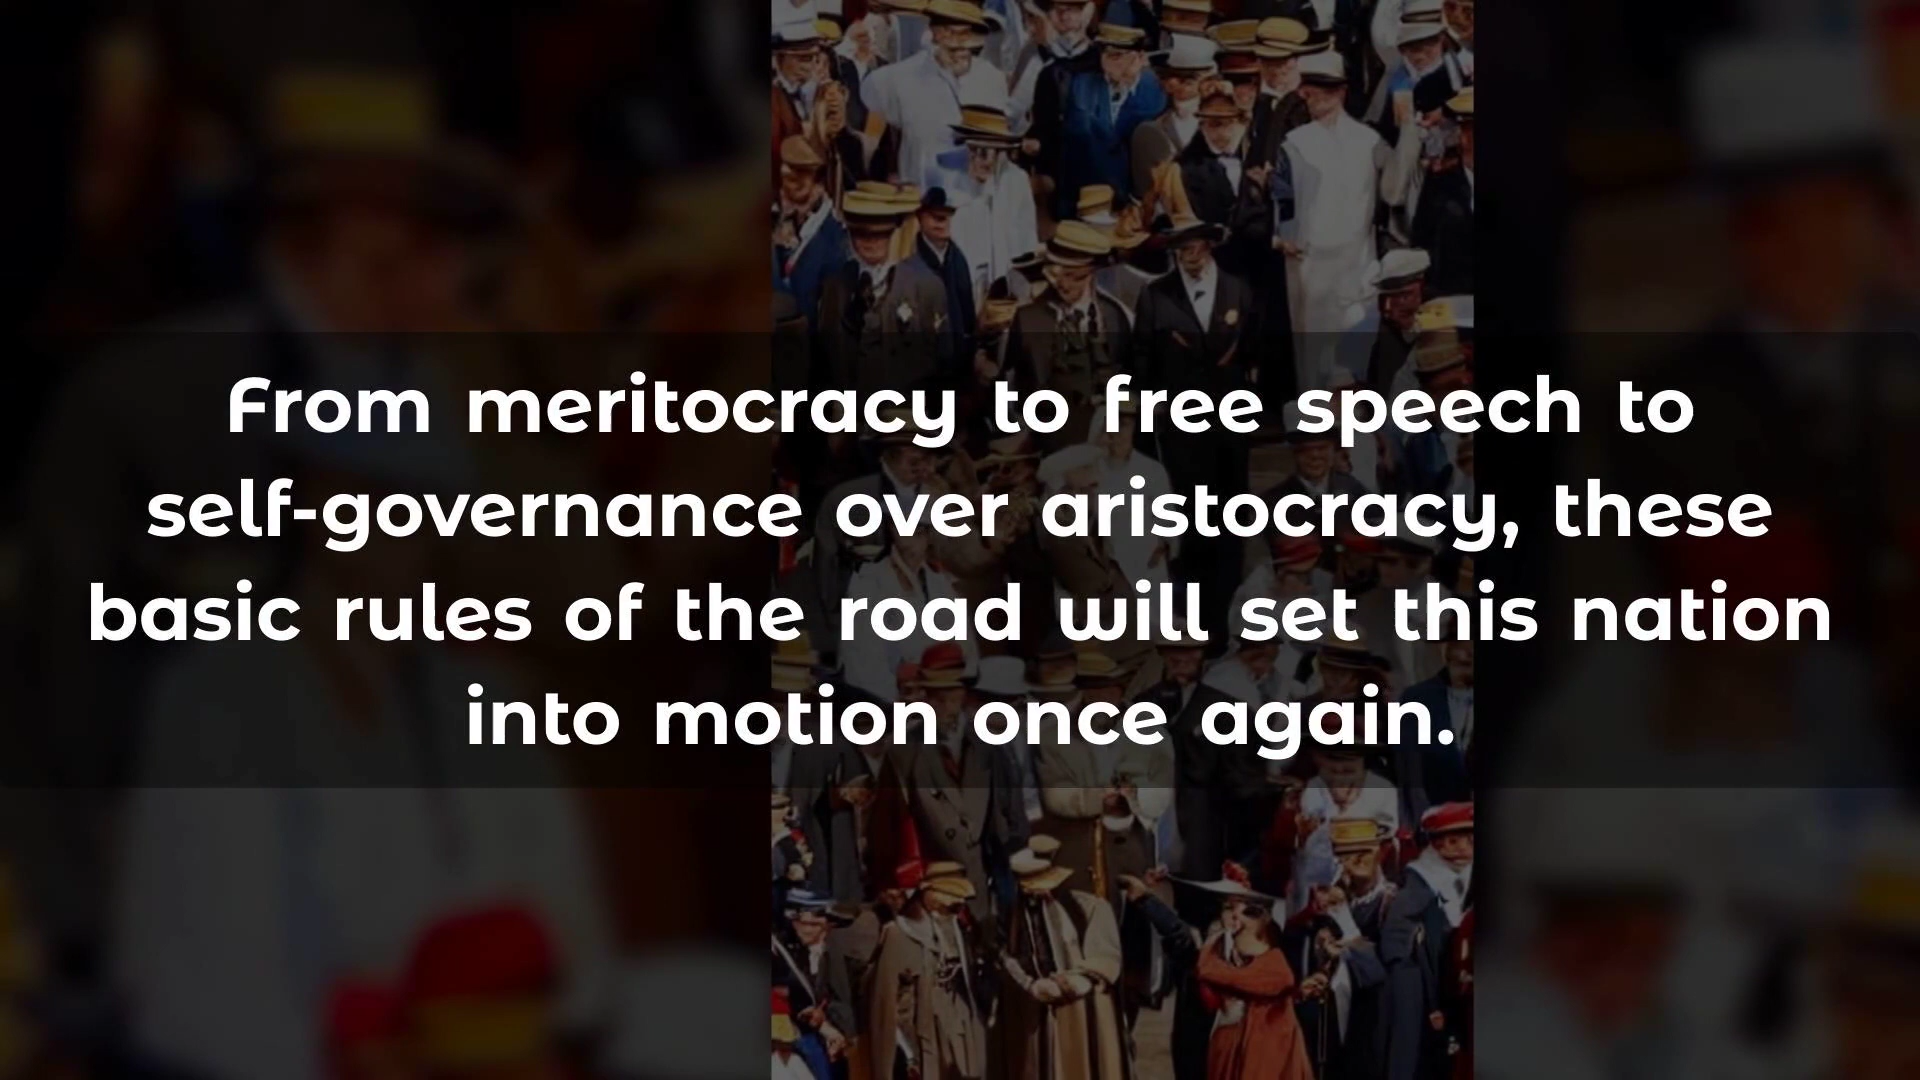 From meritocracy to free speech to
self-governance over aristocracy, these
basic rules of the road will set this nation
into motion once again.